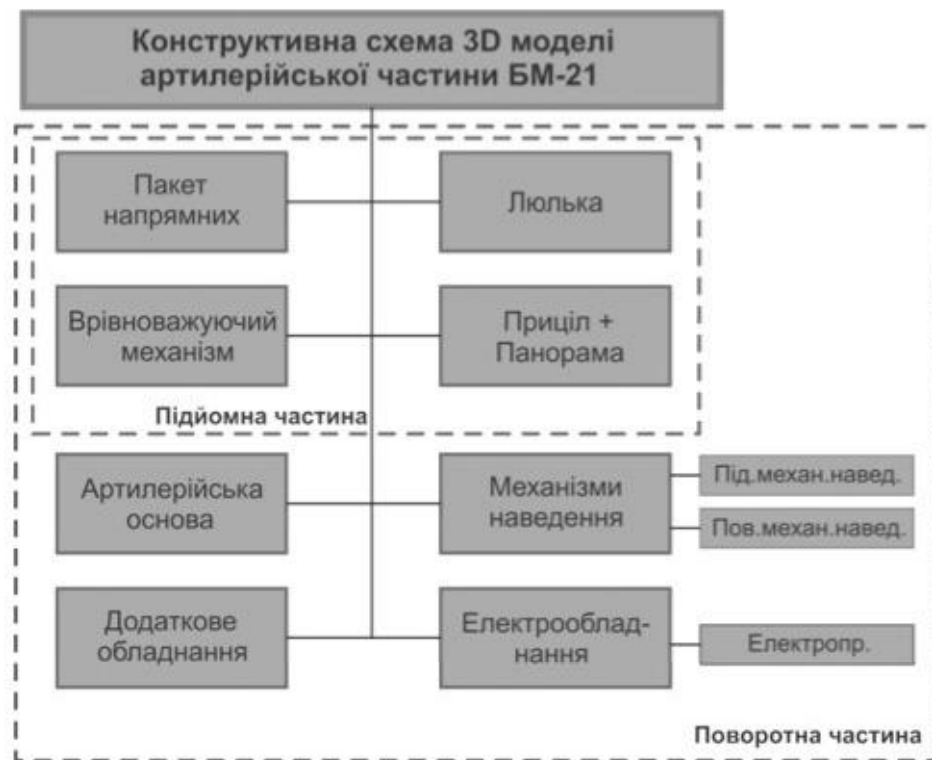 Конструктивна схема 3D моделі
артилерійської частини БМ-21
Пакет
напрямних
Люлька
Врівноважуючий
механізм
Приціл +
Панорама
Підйомна частина
Артилерійська
основа
Механізми
наведення
Під.механ.навед.
Пов.механ.навед.
Додаткове
обладнання
Електрооблад-
нання
Електропр.
Поворотна частина